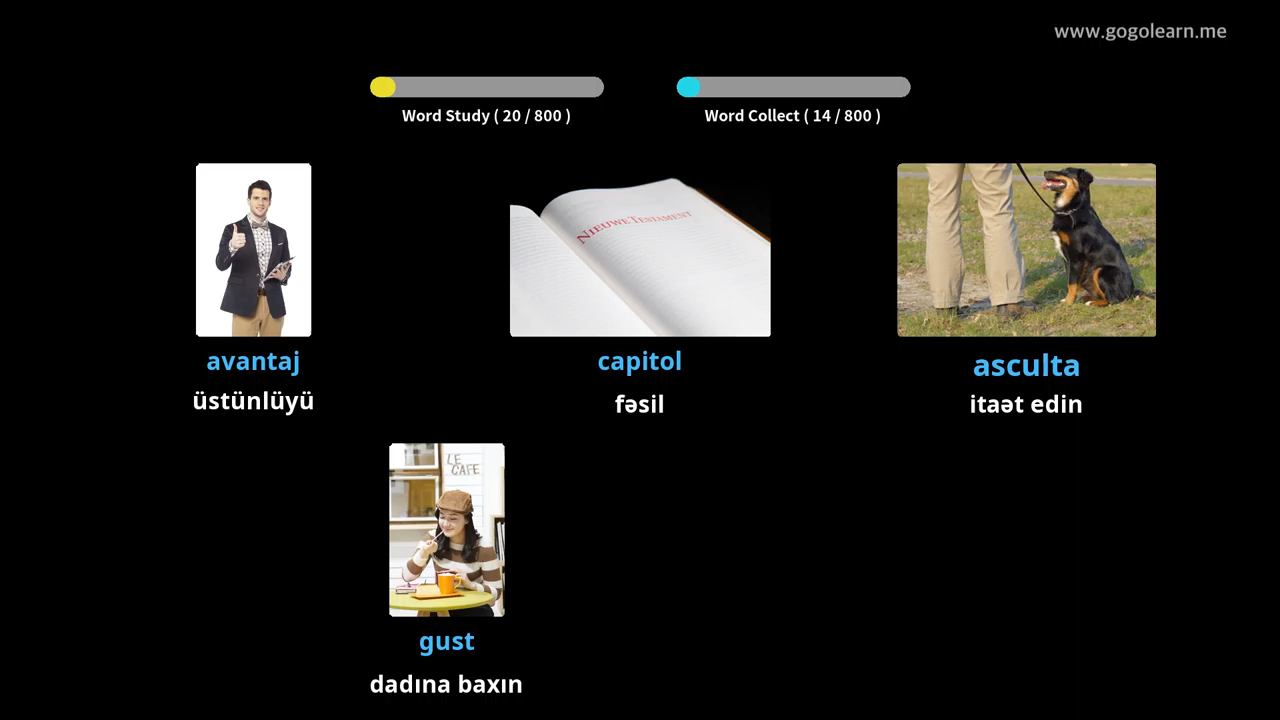 www.gogolearn.me
Word Study ( 20 / 800 )
Word Collect ( 14 / 800 )
NIEUWE TESTAMENT
avantaj
capitol
asculta
üstünlüyü
fəsil
itaət edin
LE
CAFE
gust
dadına baxın